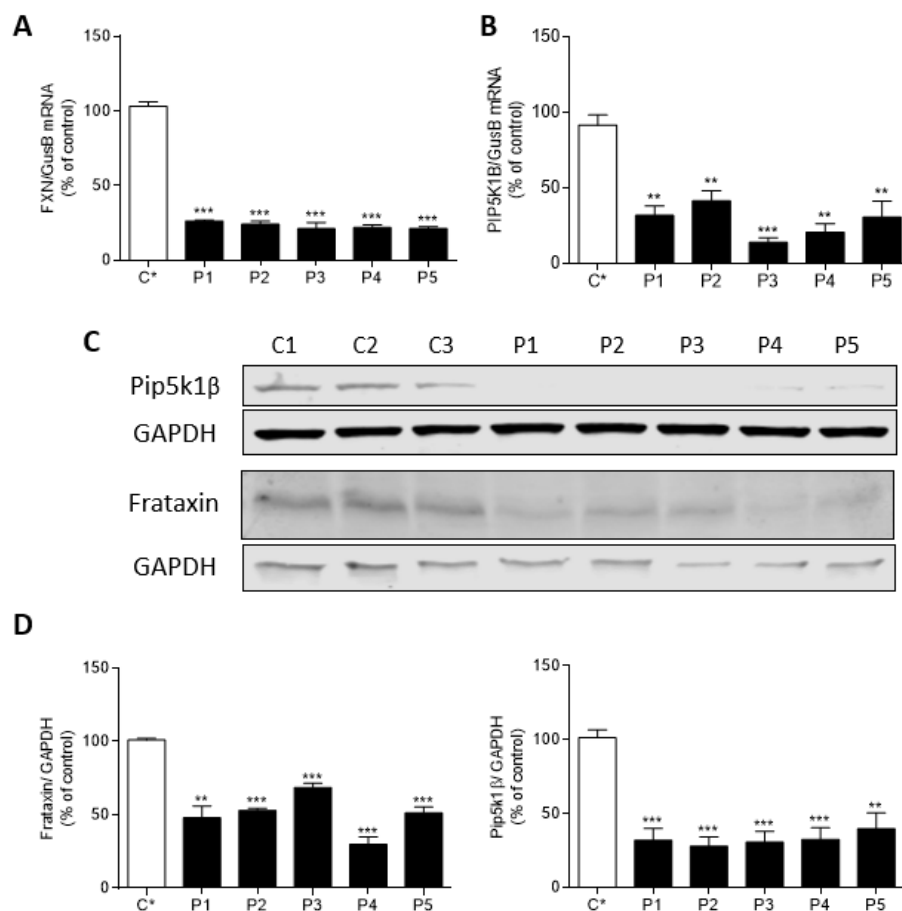 A
FXN/GusB mRNA
(% of control)
150
100
50
0
***
***
***
***
***
C*
P1
P2
P3
P4
P5
B
PIP5K1B/GusB mRNA
(% of control)
150
100
50
0
**
**
***
**
**
C*
P1
P2
P3
P4
P5
C
C1 C2 C3 P1 P2 P3 P4 P5
Pip5k1β
GAPDH
Frataxin
GAPDH
D
Frataxin/ GAPDH
(% of control)
150
100
50
0
**
***
***
***
***
C*
P1
P2
P3
P4
P5
Pip5k1β/ GAPDH
(% of control)
150
100
50
0
***
***
***
***
**
C*
P1
P2
P3
P4
P5